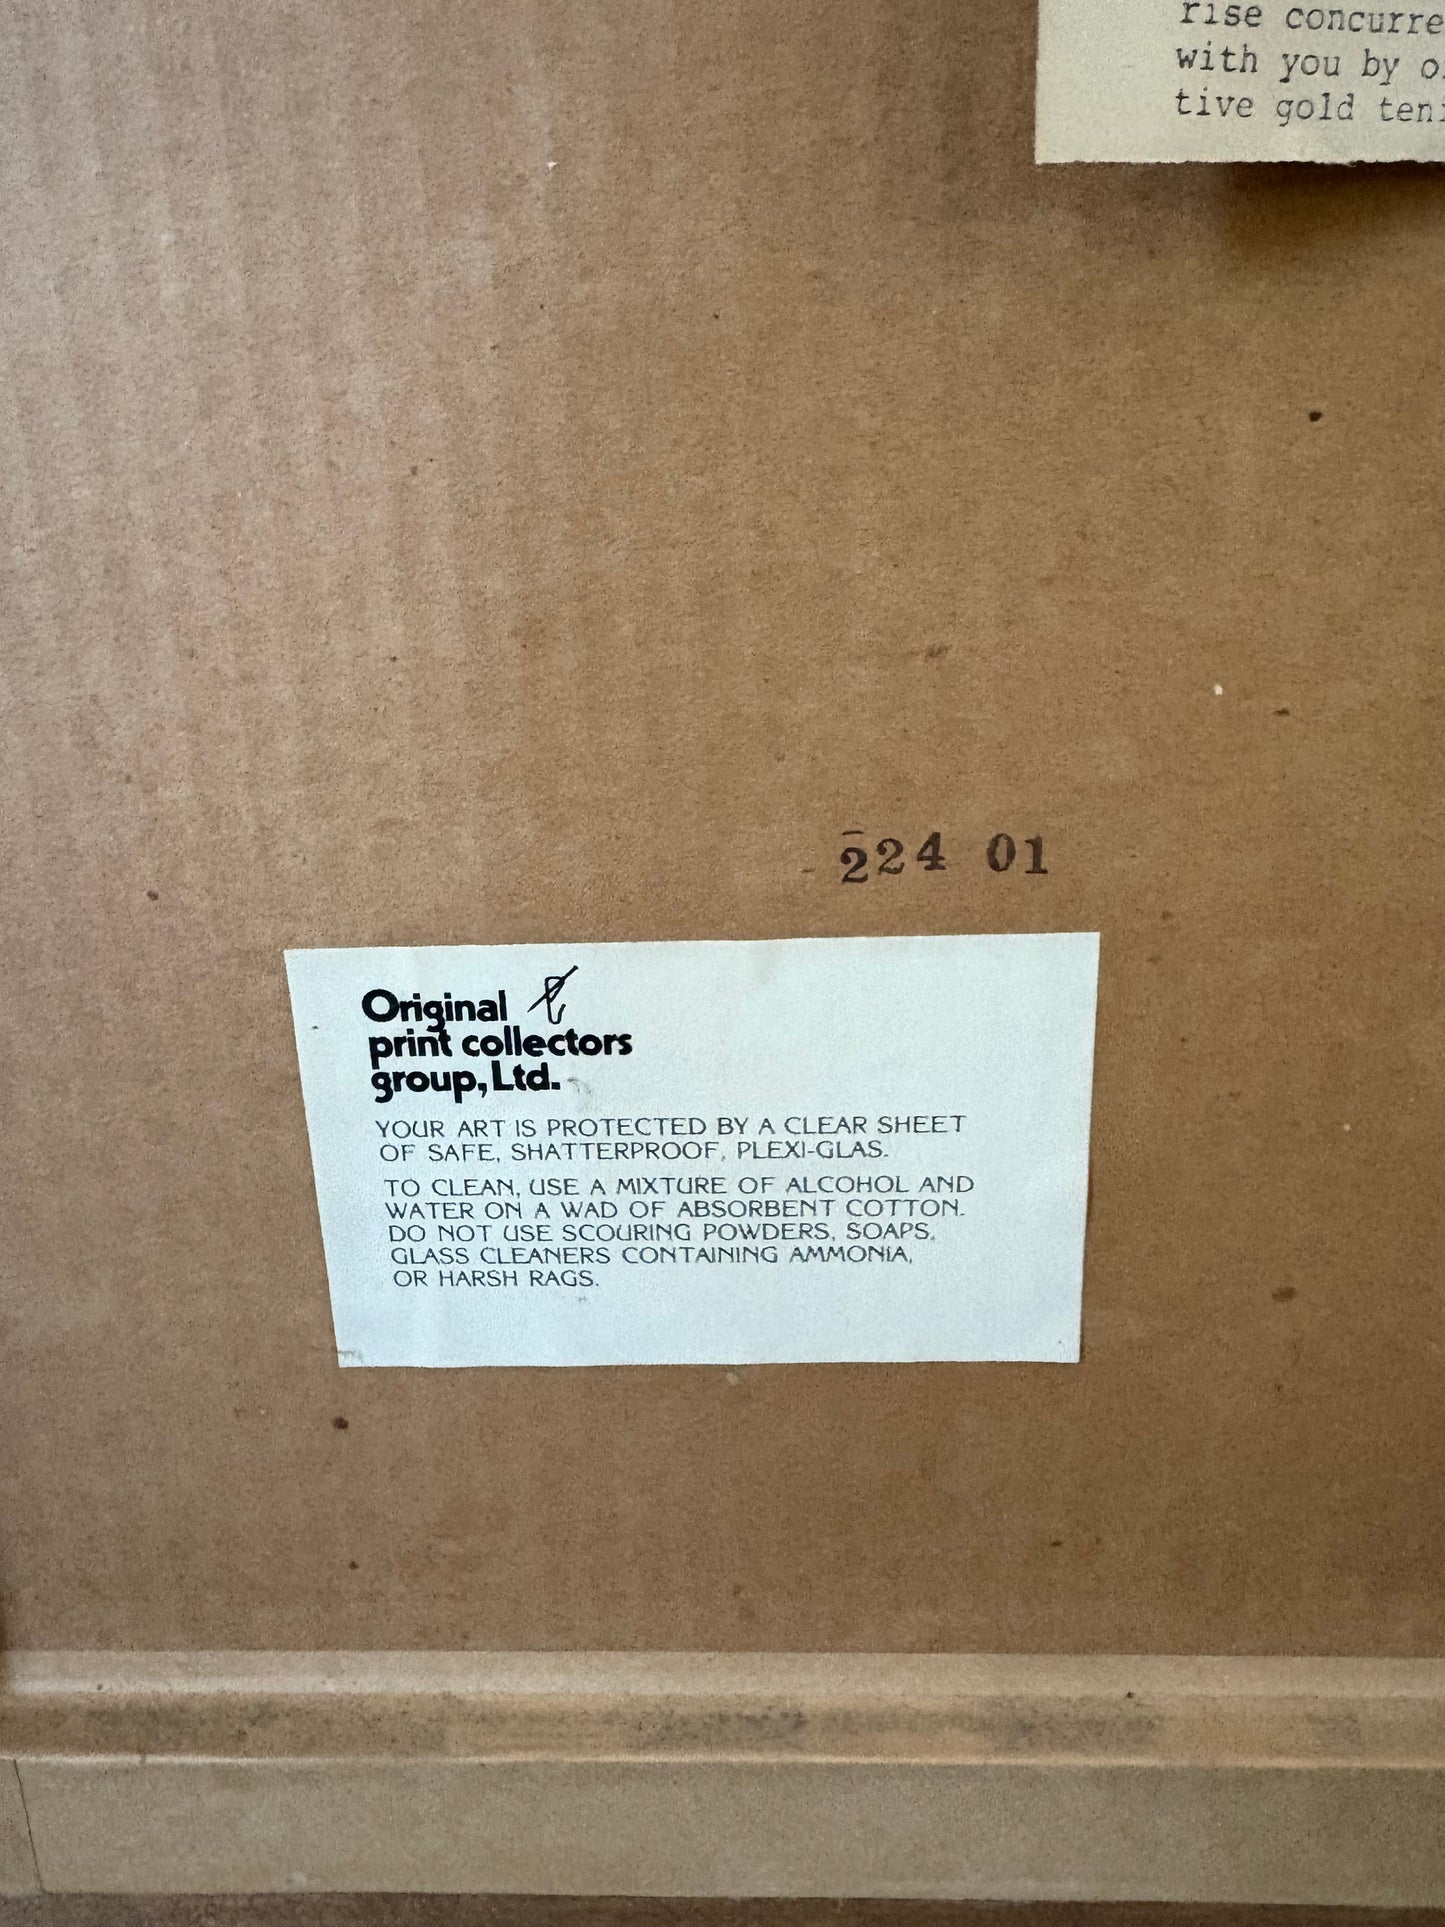 rise concurre
with you by
tive gold
224 01
Original
print collectors
group, Ltd.
YOUR ART IS PROTECTED BY A CLEAR SHEET
OF SAFE, SHATTERPROOF, PLEXI-GLAS.
TO CLEAN, USE A MIXTURE OF ALCOHOL AND
WATER ON A WAD OF ABSORBENT COTTON.
DO NOT USE SCOURING POWDERS, SOAPS,
GLASS CLEANERS CONTAINING AMMONIA,
OR HARSH RAGS.